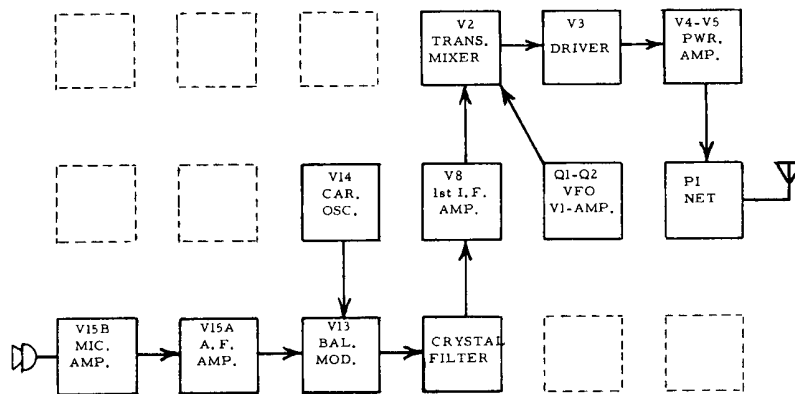 V2
TRANS.
MIXER
V3
DRIVER
V4-V5
PWR.
AMP.
V14
CAR.
OSC.
V8
1st I.F.
AMP.
Q1-Q2
VFO
V1-AMP.
PI
NET
V15B
MIC.
AMP.
V15A
A.F.
AMP.
V13
BAL.
MOD.
CRYSTAL
FILTER